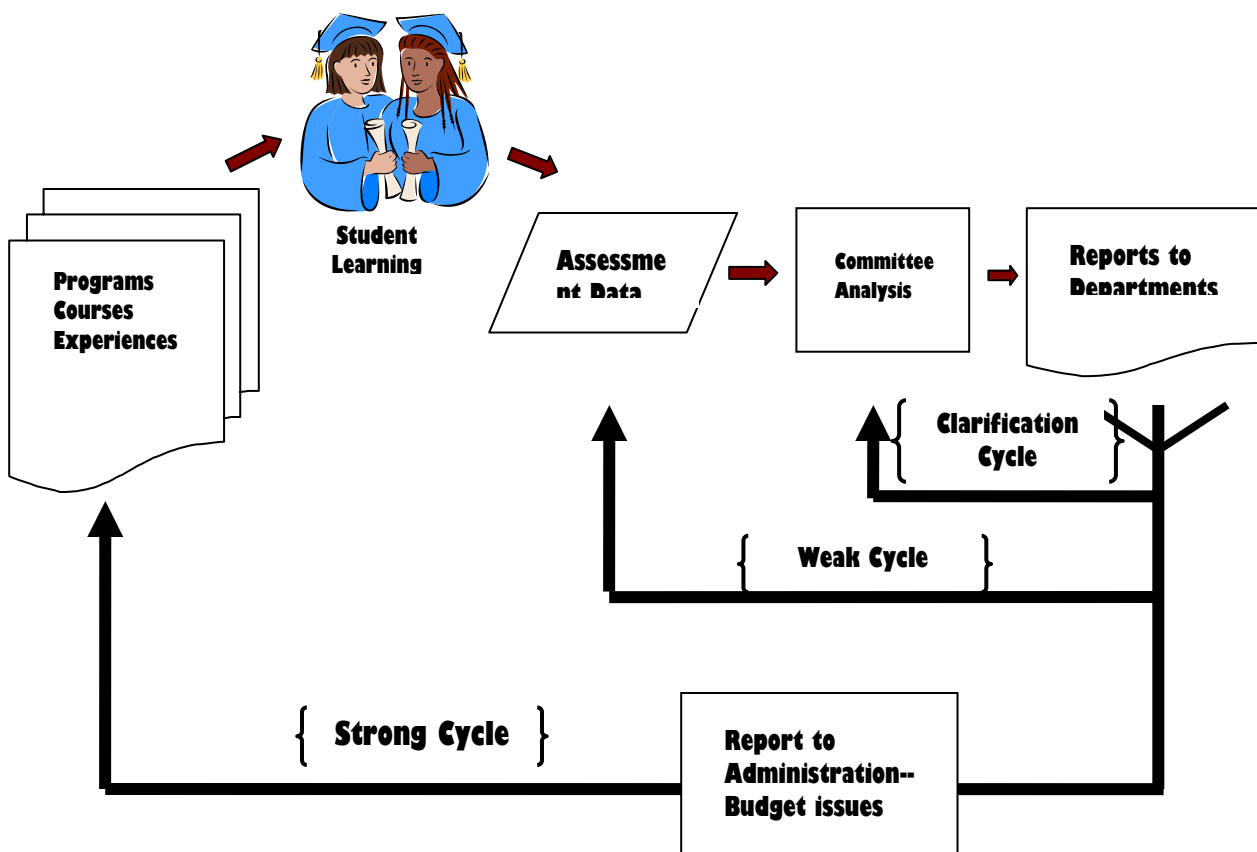 Student
Learning
Programs
Courses
Experiences
Assessme
nt Data
Committee
Analysis
Reports to
Departments
Clarification
Cycle
Weak Cycle
Strong Cycle
Report to
Administration--
Budget issues